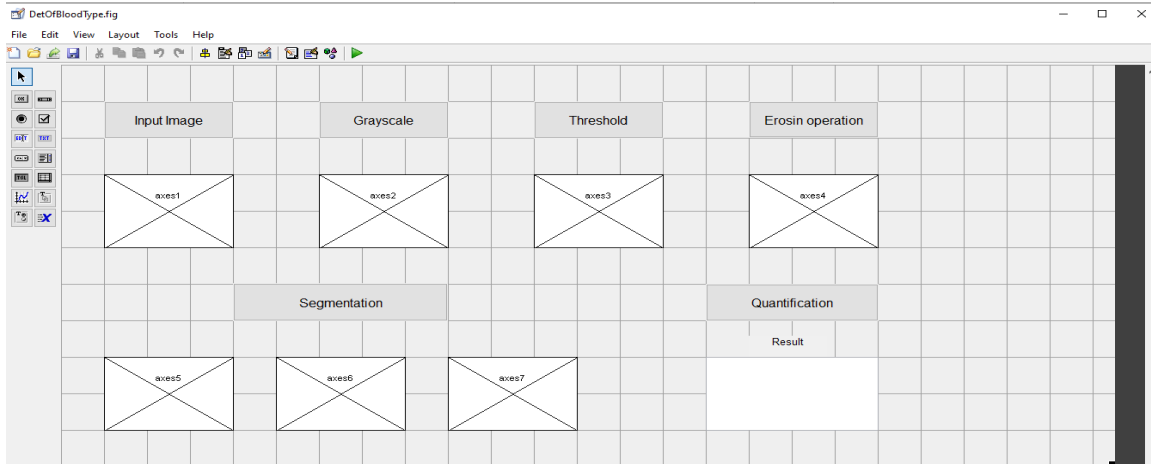 DetOfBloodType.fig
File Edit View Layout Tools Help
Input Image Grayscale Threshold Erosin operation
axes1 axes2 axes3 axes4
Segmentation Quantification
Result
axes5 axes6 axes7